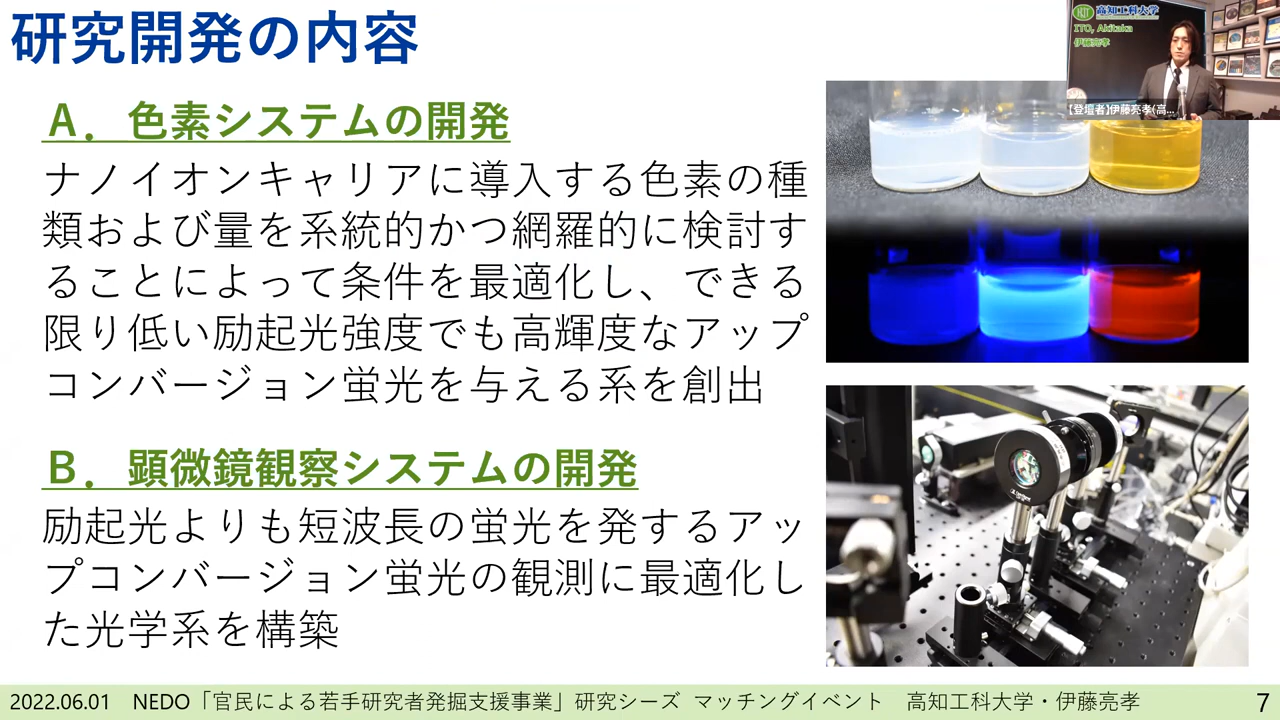 研究開発の内容
高知工科大学
ITO, Akitaka
伊藤亮孝
【登壇者】伊藤亮孝(高...
A．色素システムの開発
ナノイオンキャリアに導入する色素の種
類および量を系統的かつ網羅的に検討す
ることによって条件を最適化し、できる
限り低い励起光強度でも高輝度なアップ
コンバージョン蛍光を与える系を創出
B．顕微鏡観察システムの開発
励起光よりも短波長の蛍光を発するアッ
プコンバージョン蛍光の観測に最適化し
た光学系を構築
2022.06.01 NEDO「官民による若手研究者発掘支援事業」研究シーズ マッチングイベント 高知工科大学・伊藤亮孝
7